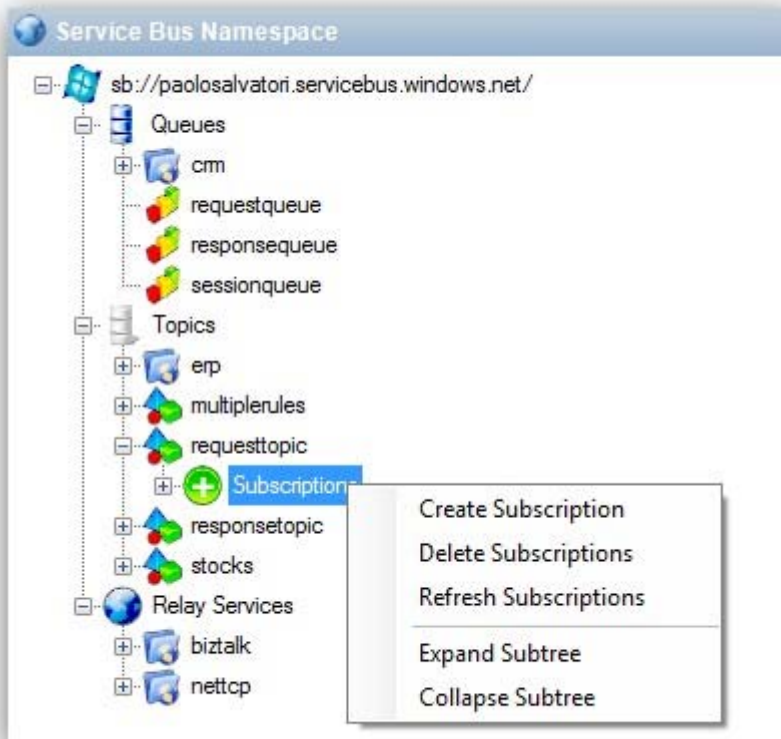 Service Bus Namespace
sb://paolosalvatori.servicebus.windows.net/
Queues
crm
requestqueue
responsequeue
sessionqueue
Topics
erp
multiplerules
requesttopic
Subscriptions
responsetopic
stocks
Relay Services
biztalk
nettcp
Create Subscription
Delete Subscriptions
Refresh Subscriptions
Expand Subtree
Collapse Subtree